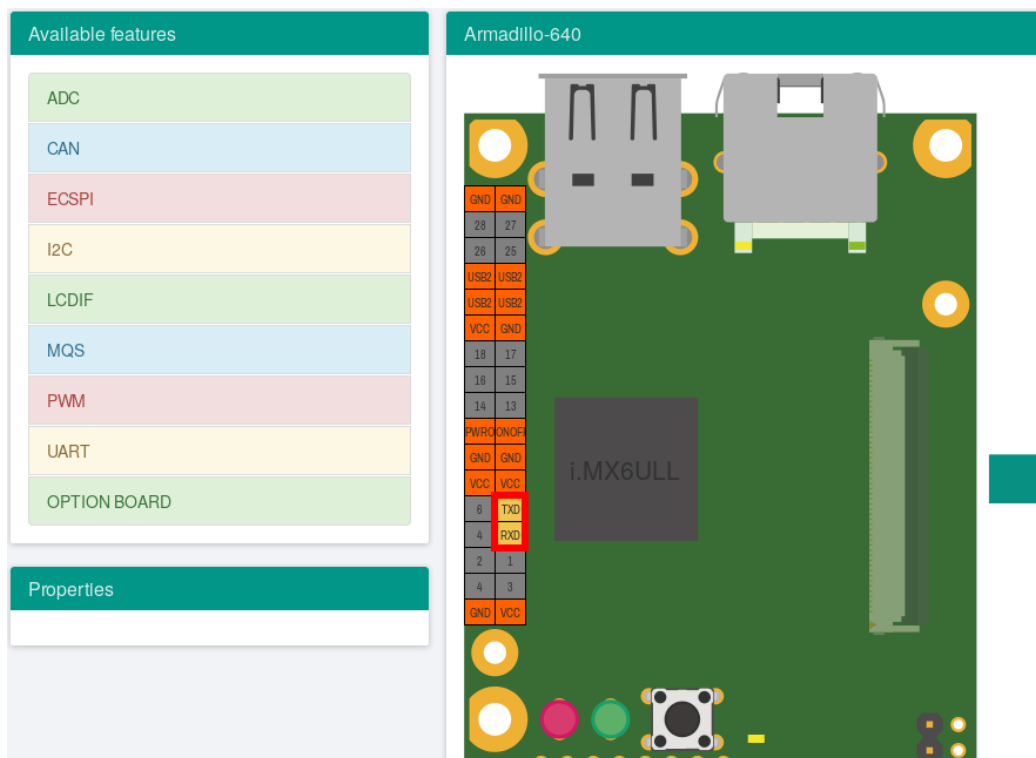 Available features
ADC
CAN
ECSPI
I2C
LCDIF
MQS
PWM
UART
OPTION BOARD
Properties
Armadillo-640
GND GND
28 27
26 25
USB2 USB2
USB2 USB2
VCC GND
18 17
16 15
14 13
PWRO ONOFF
GND GND
VCC VCC
6 TXD
4 RXD
2 1
4 3
GND VCC
i.MX6ULL